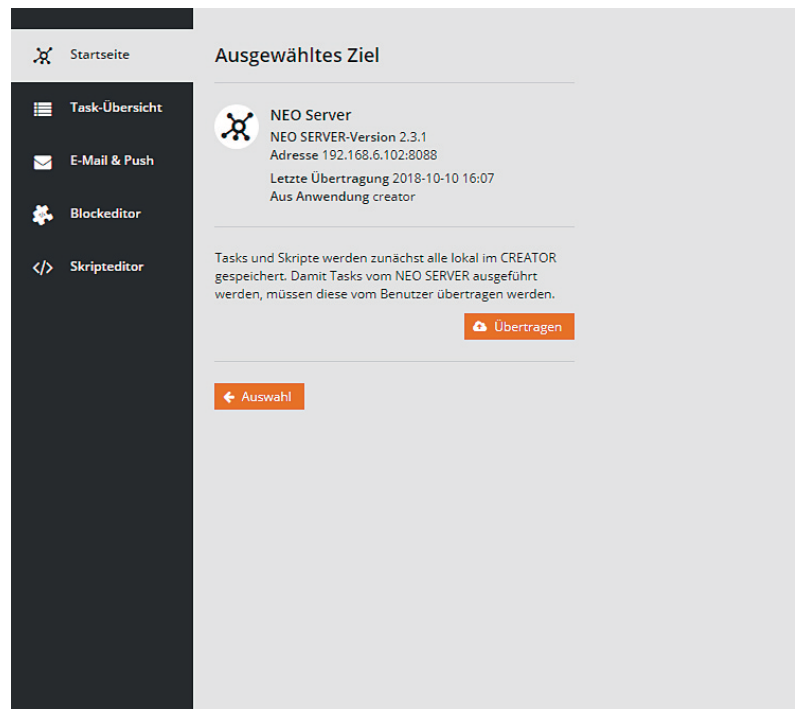 Startseite
Task-Übersicht
E-Mail & Push
Blockeditor
Skripteditor
Ausgewähltes Ziel
NEO Server
NEO SERVER-Version 2.3.1
Adresse 192.168.6.102:8088
Letzte Übertragung 2018-10-10 16:07
Aus Anwendung creator
Tasks und Skripte werden zunächst alle lokal im CREATOR
gespeichert. Damit Tasks vom NEO SERVER ausgeführt
werden, müssen diese vom Benutzer übertragen werden.
Übertragen
Auswahl